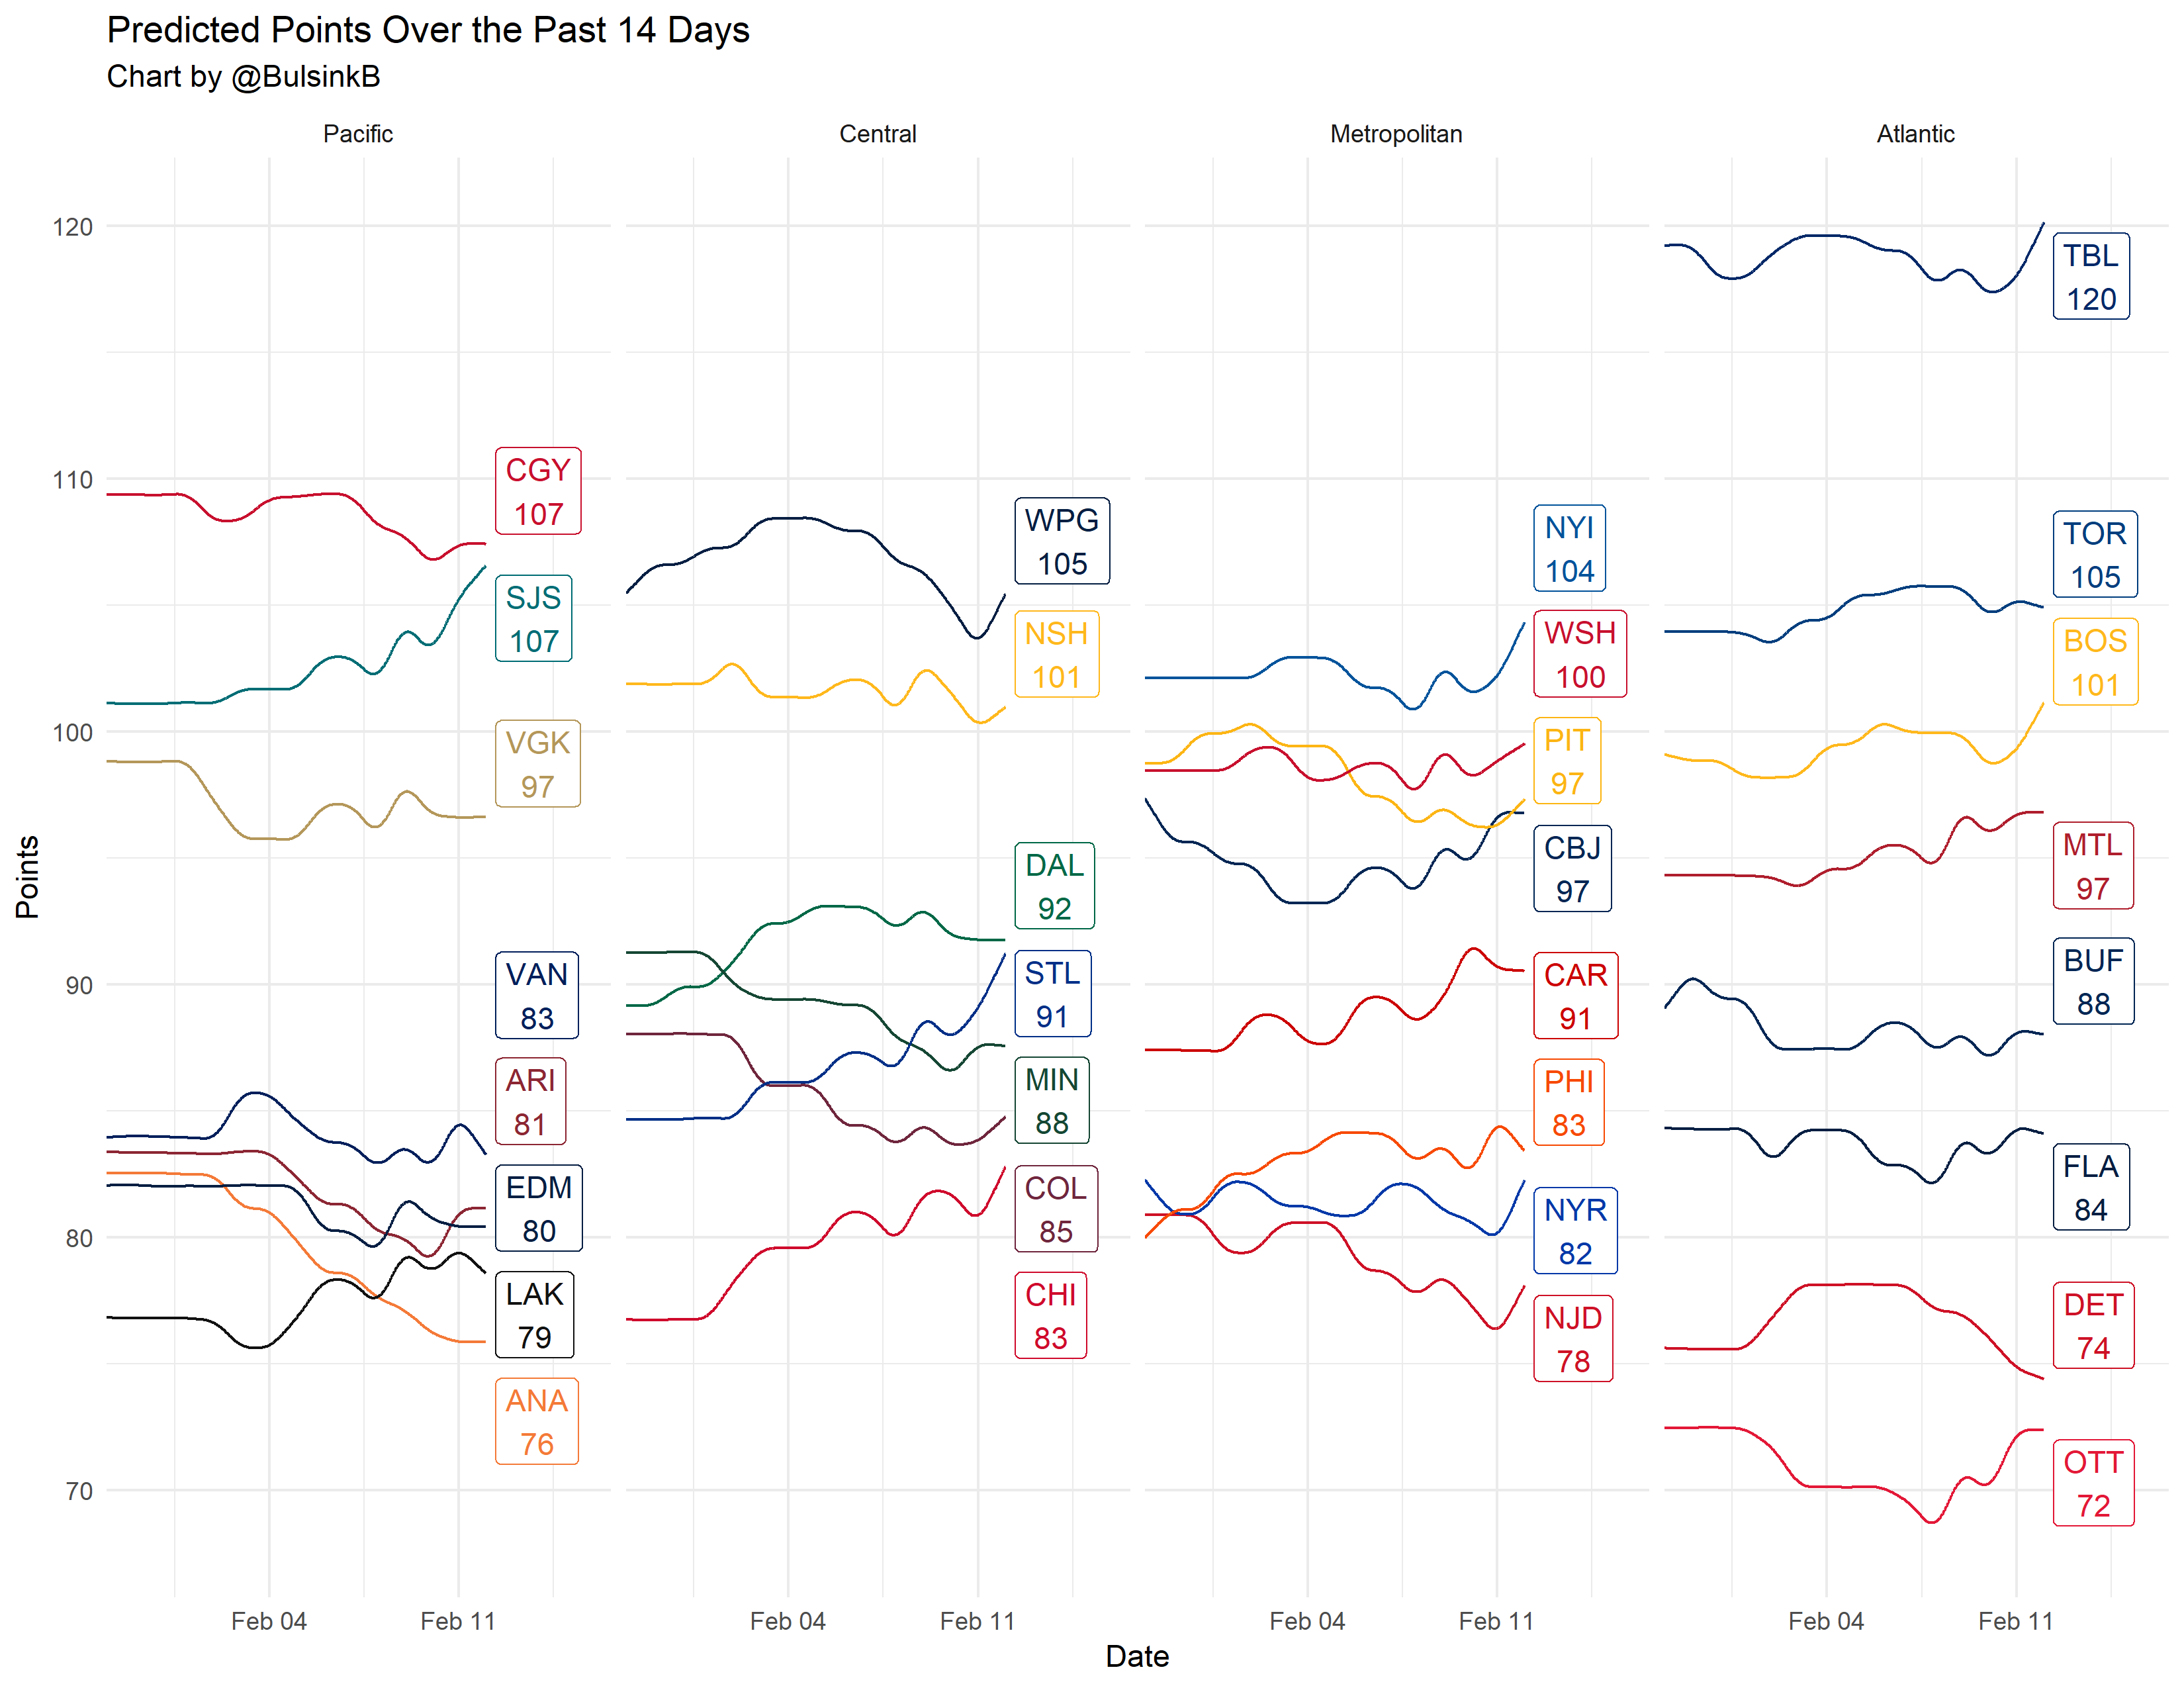 Predicted Points Over the Past 14 Days
Chart by @BulsinkB
Pacific
Central
Metropolitan
Atlantic
Points
120
110
100
90
80
70
CGY
107
SJS
107
VGK
97
VAN
83
ARI
81
EDM
80
LAK
79
ANA
76
WPG
105
NSH
101
DAL
92
STL
91
MIN
88
COL
85
CHI
83
NYI
104
WSH
100
PIT
97
CBJ
97
CAR
91
PHI
83
NYR
82
NJD
78
TBL
120
TOR
105
BOS
101
MTL
97
BUF
88
FLA
84
DET
74
OTT
72
Feb 04
Feb 11
Feb 04
Feb 11
Feb 04
Feb 11
Feb 04
Feb 11
Date